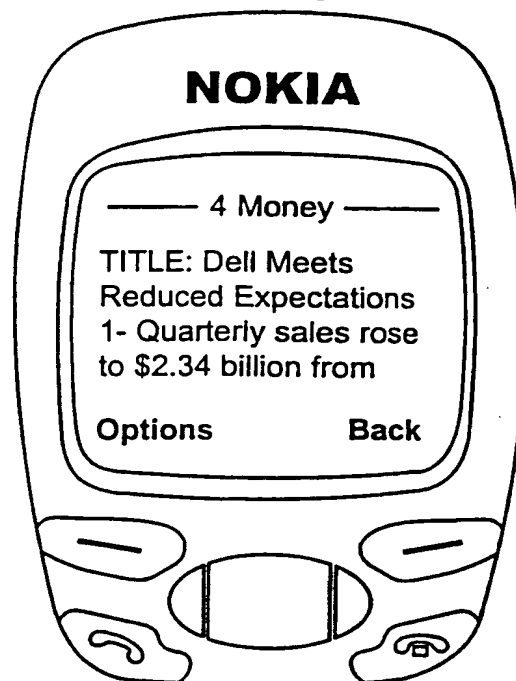 NOKIA
4 Money
TITLE: Dell Meets
Reduced Expectations
1- Quarterly sales rose
to $2.34 billion from
Options Back